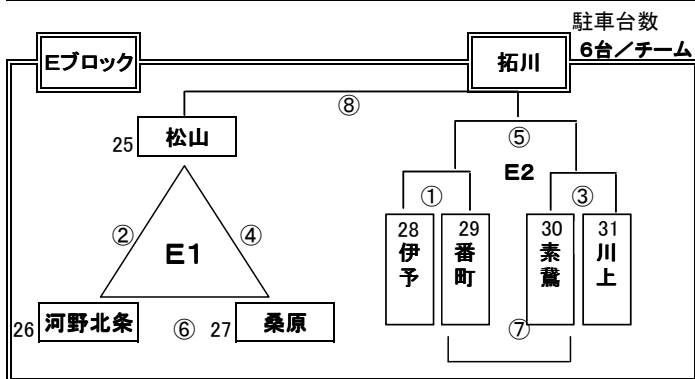 駐車台数
Eブロック
拓川
6台／チーム
⑧
25
松山
⑤
E2
②
④
E1
①
③
28
伊予
29
番町
30
素鵞
31
川上
26
河野北条
⑥
27
桑原
⑦